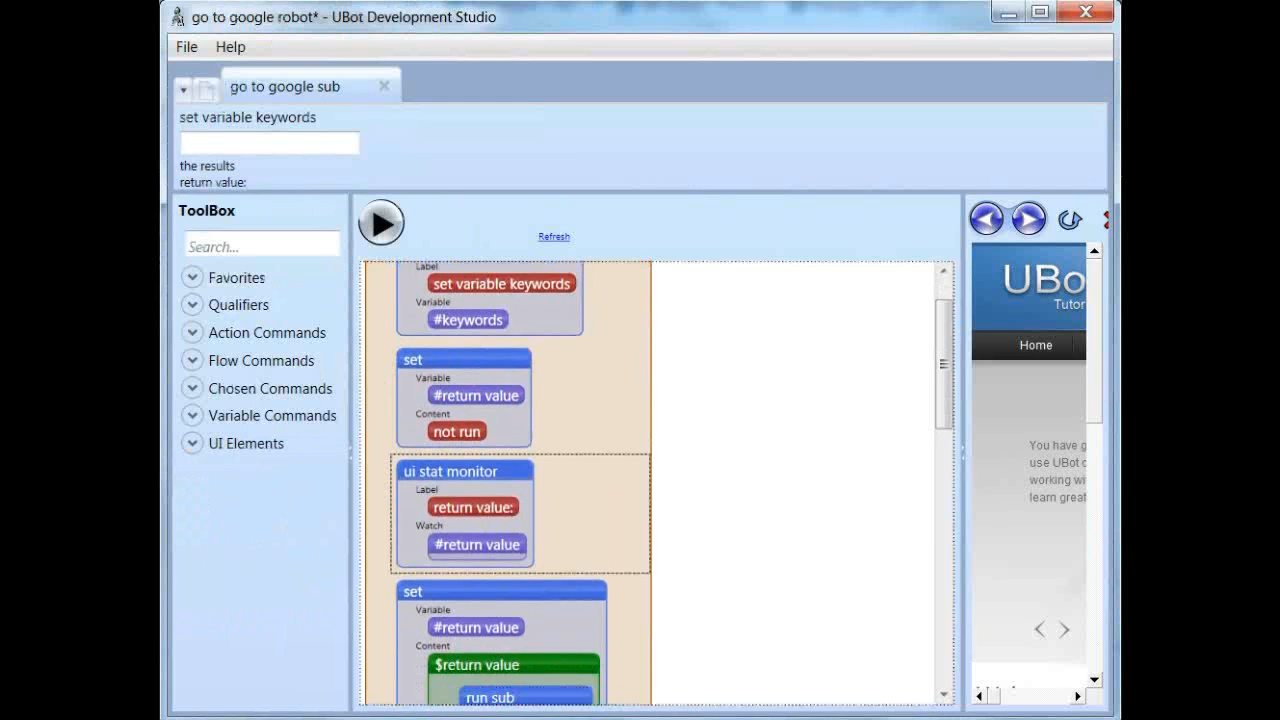 go to google robot* - UBot Development Studio
File Help
go to google sub
set variable keywords
the results
return value:
ToolBox
Search...
Favorites
Qualifiers
Action Commands
Flow Commands
Chosen Commands
Variable Commands
UI Elements
Refresh
Label
set variable keywords
Variable
#keywords
set
Variable
#return value
Content
not run
ui stat monitor
Label
return value:
Watch
#return value
set
Variable
#return value
Content
$return value
run sub
UBo
Tutor
Home
You have g
use UBot
working wi
learn great